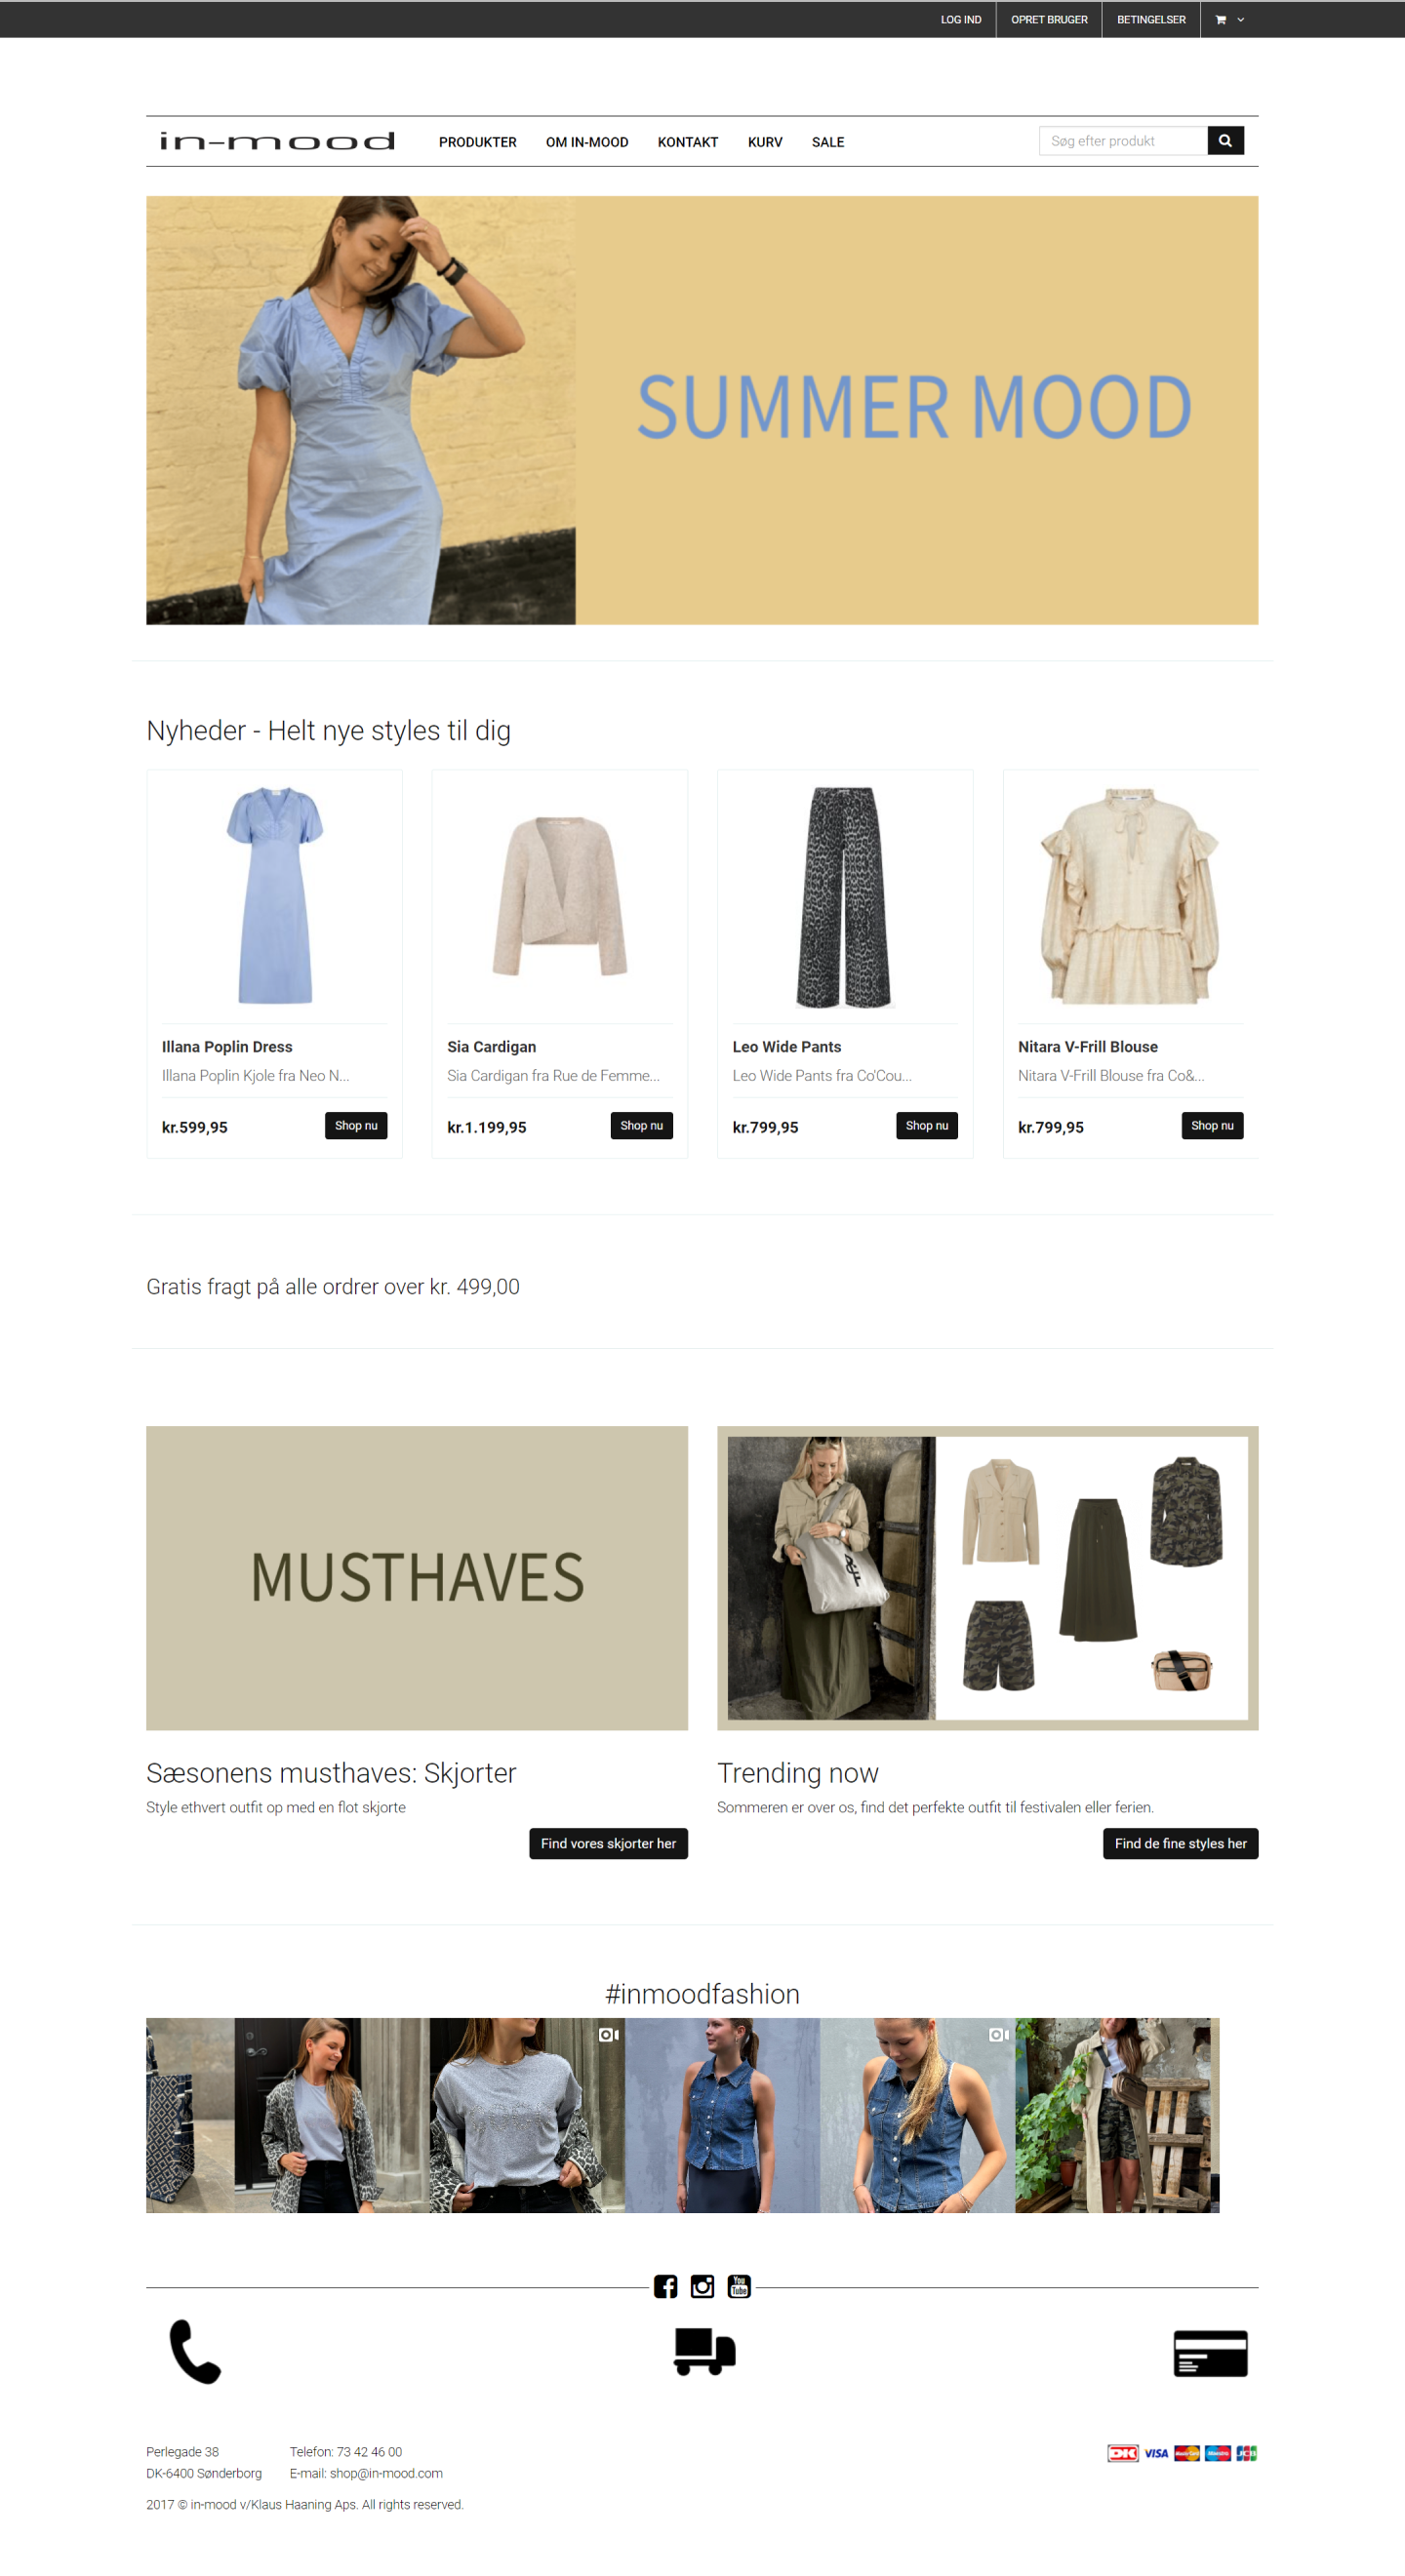 LOG IND
OPRET BRUGER
BETINGELSER
in-mood
PRODUKTER
OM IN-MOOD
KONTAKT
KURV
SALE
Søg efter produkt
SUMMER MOOD
Nyheder - Helt nye styles til dig
Illana Poplin Dress
Illana Poplin Kjole fra Neo N...
kr.599,95
Shop nu
Sia Cardigan
Sia Cardigan fra Rue de Femme...
kr.1.199,95
Shop nu
Leo Wide Pants
Leo Wide Pants fra Co'Cou...
kr.799,95
Shop nu
Nitara V-Frill Blouse
Nitara V-Frill Blouse fra Co&...
kr.799,95
Shop nu
Gratis fragt på alle ordrer over kr. 499,00
MUSTHAVES
Sæsonens musthaves: Skjorter
Style ethvert outfit op med en flot skjorte
Find vores skjorter her
Trending now
Sommeren er over os, find det perfekte outfit til festivalen eller ferien.
Find de fine styles her
#inmoodfashion
You
Tube
Perlegade 38
DK-6400 Sønderborg
Telefon: 73 42 46 00
E-mail: shop@in-mood.com
DK VISA MasterCard Maestro JCB
2017 © in-mood v/Klaus Haaning Aps. All rights reserved.